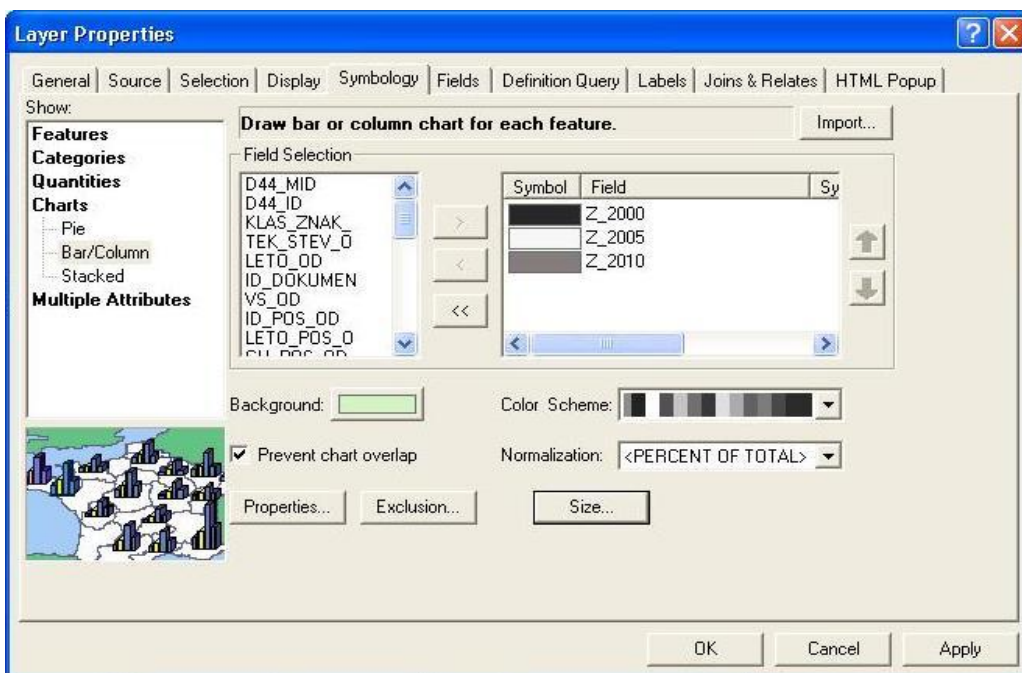 Layer Properties
General Source Selection Display Symbology Fields Definition Query Labels Joins & Relates HTML Popup
Show:
Features
Categories
Quantities
Charts
Pie
Bar/Column
Stacked
Multiple Attributes
Draw bar or column chart for each feature.
Import...
Field Selection
D44_MID
D44_ID
KLAS_ZNAK_
TEK_STEV_O
LETO_OD
ID_DOKUMEN
VS_OD
ID_POS_OD
LETO_POS_O
>
<
<<
Symbol Field Sy
Z_2000
Z_2005
Z_2010
Background:
Color Scheme:
Prevent chart overlap
Normalization: <PERCENT OF TOTAL>
Properties... Exclusion... Size...
OK Cancel Apply